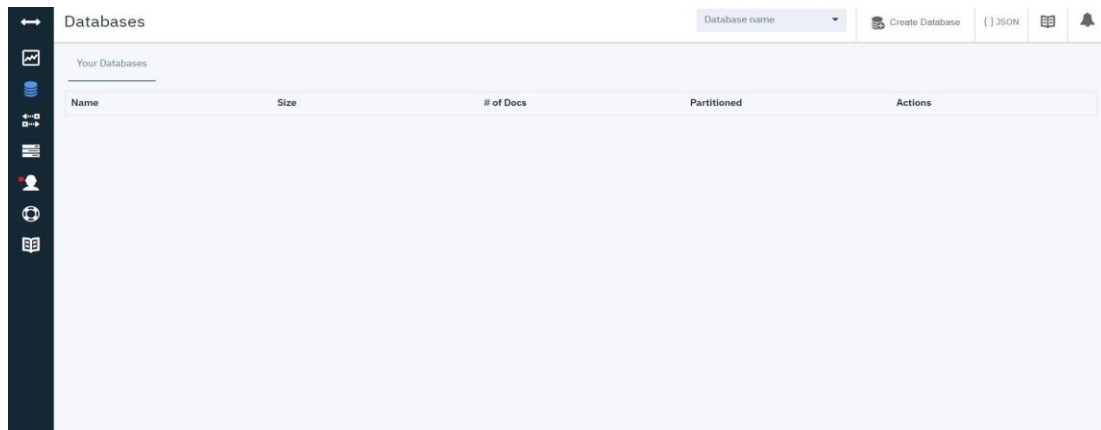 Databases
Database name
Create Database
{ } JSON
Your Databases
Name Size # of Docs Partitioned Actions